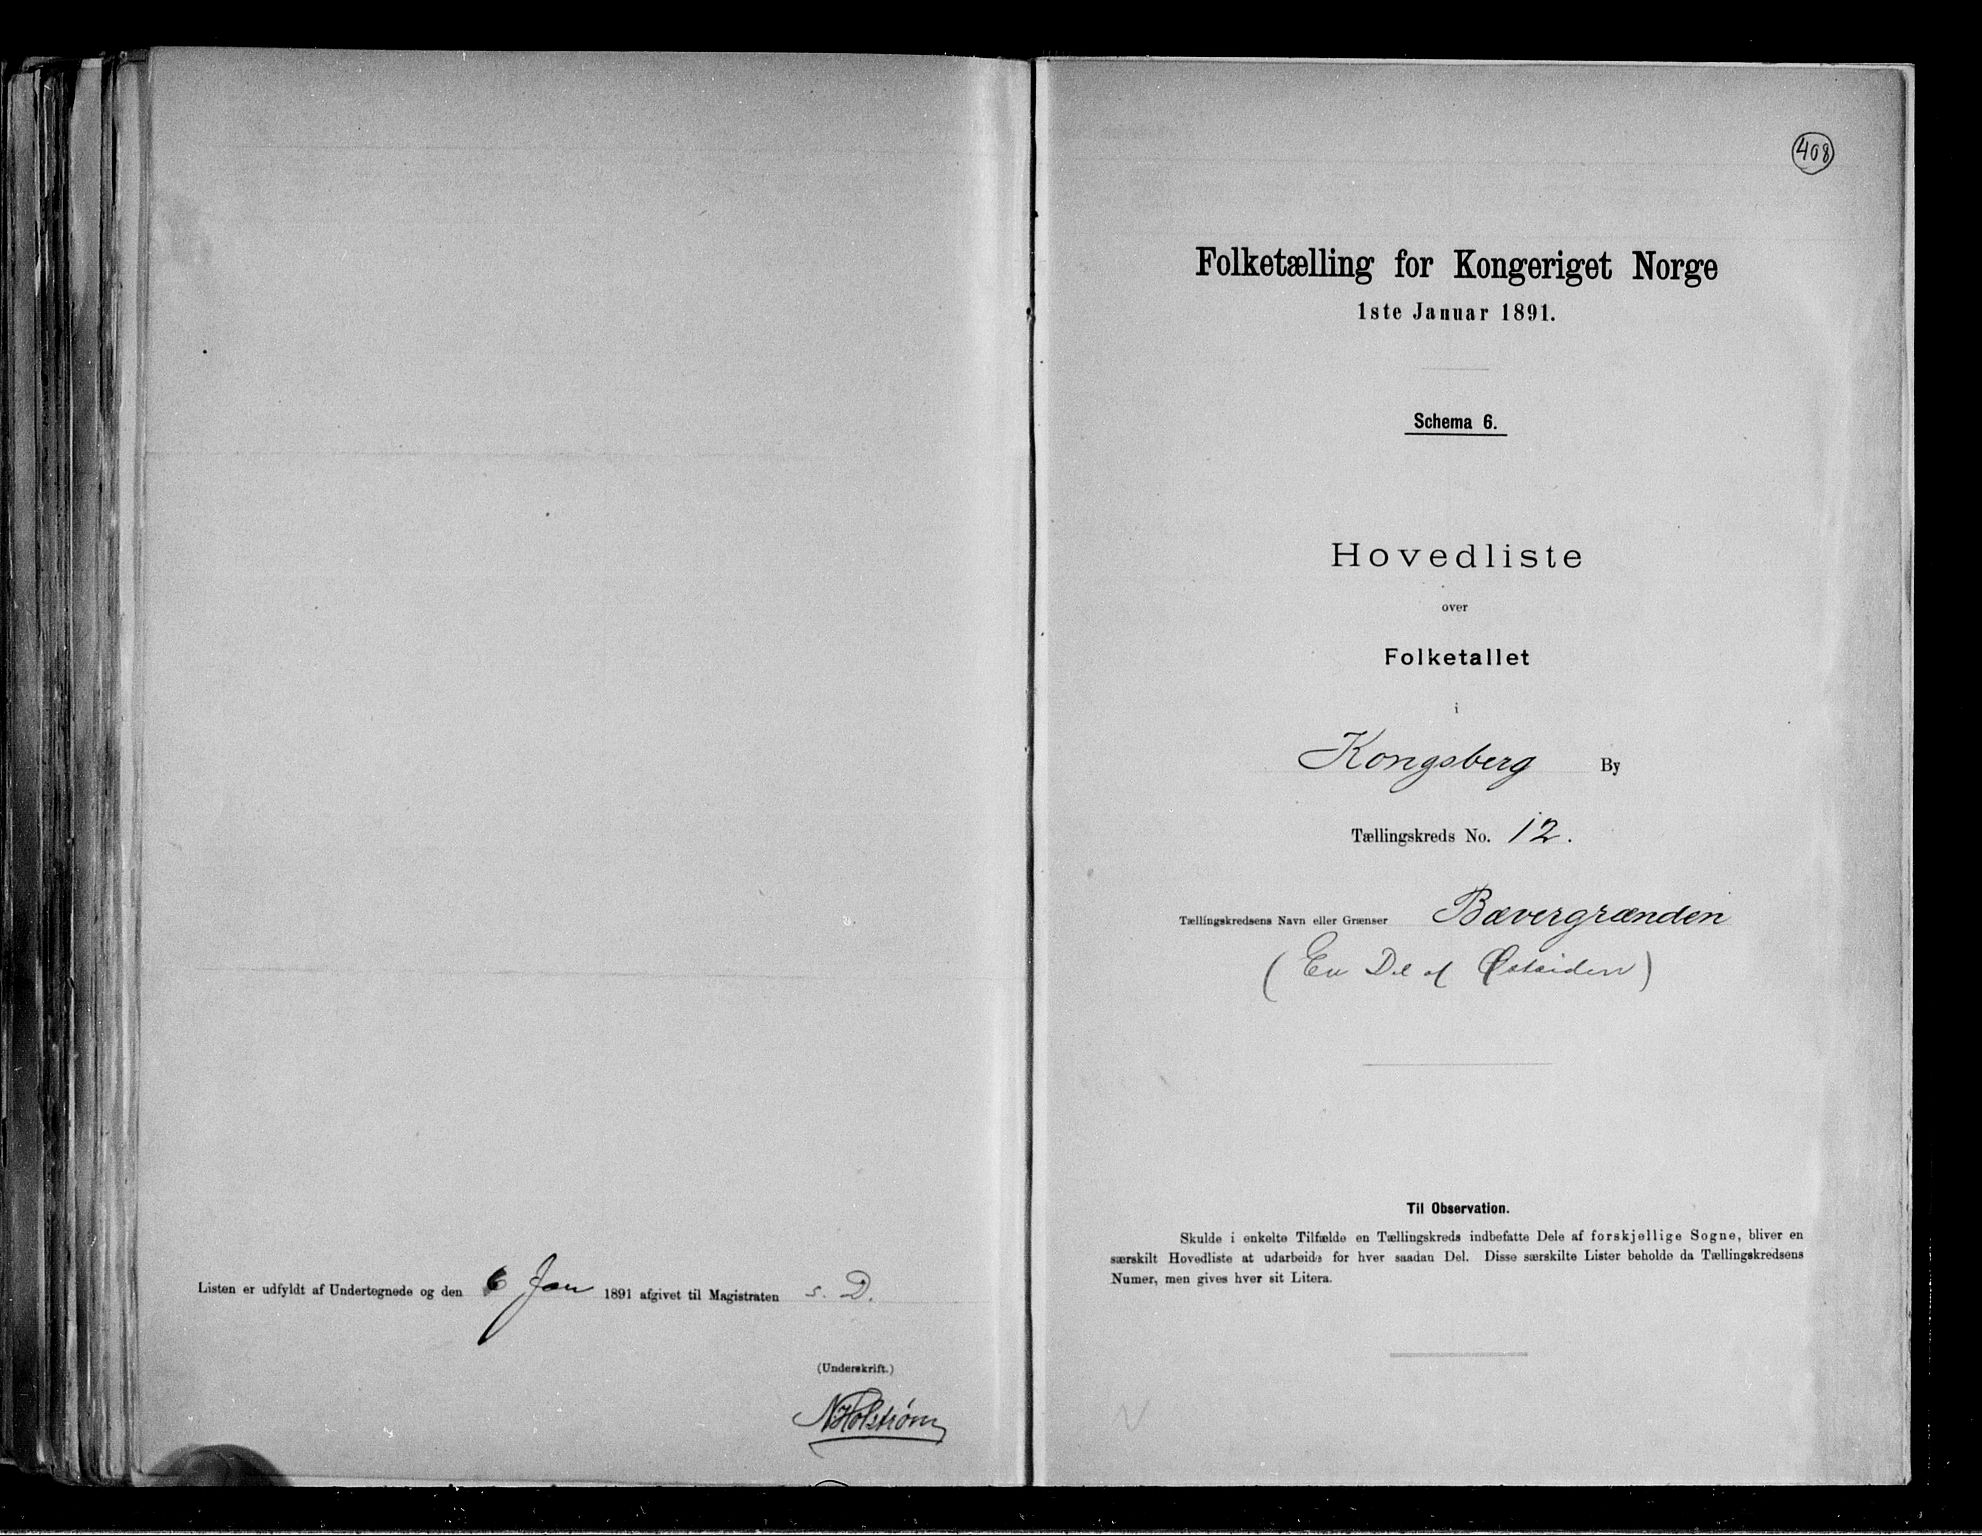 Listen er udfyldt af Undertegnede og den 6 Jan 1891 afgivet til Magistraten s. D.
(Underskrift.)
NHolstrøm
408
Folketælling for Kongeriget Norge
1ste Januar 1891.
Schema 6.
Hovedliste
over
Folketallet
i
Kongsberg By
Tællingskreds No. 12.
Tællingskredsens Navn eller Grænser Bævergrænden
(En Del af Østsiden)
Til Observation.
Skulde i enkelte Tilfælde en Tællingskreds indbefatte Dele af forskjellige Sogne, bliver en
særskilt Hovedliste at udarbeide for hver saadan Del. Disse særskilte Lister beholde da Tællingskredsens
Numer, men gives hver sit Litera.